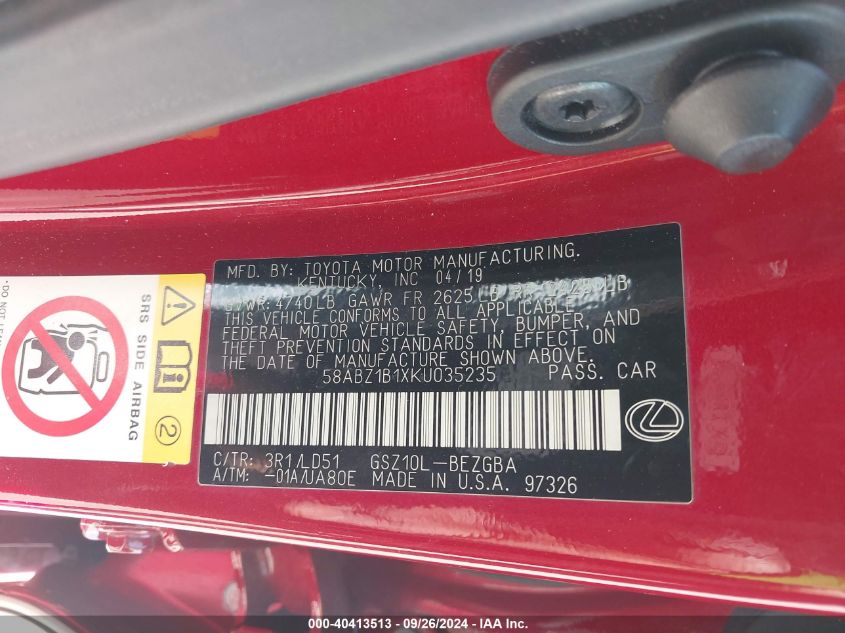 MFD. BY: TOYOTA MOTOR MANUFACTURING.
KENTUCKY, INC 04/19
GVWR: 4740LB GAWR FR 2625LB RR LB
THIS VEHICLE CONFORMS TO ALL APPLICABLE
FEDERAL MOTOR VEHICLE SAFETY, BUMPER, AND
THEFT PREVENTION STANDARDS IN EFFECT ON
THE DATE OF MANUFACTURE SHOWN ABOVE.
58ABZ1B1XKU035235 PASS. CAR
C/TR: 3R1/LD51 GSZ10L-BEZGBA
A/TM: -01A/UA80E MADE IN U.S.A. 97326
SRS SIDE AIRBAG
2
000-40413513 - 09/26/2024 - © IAA Inc.